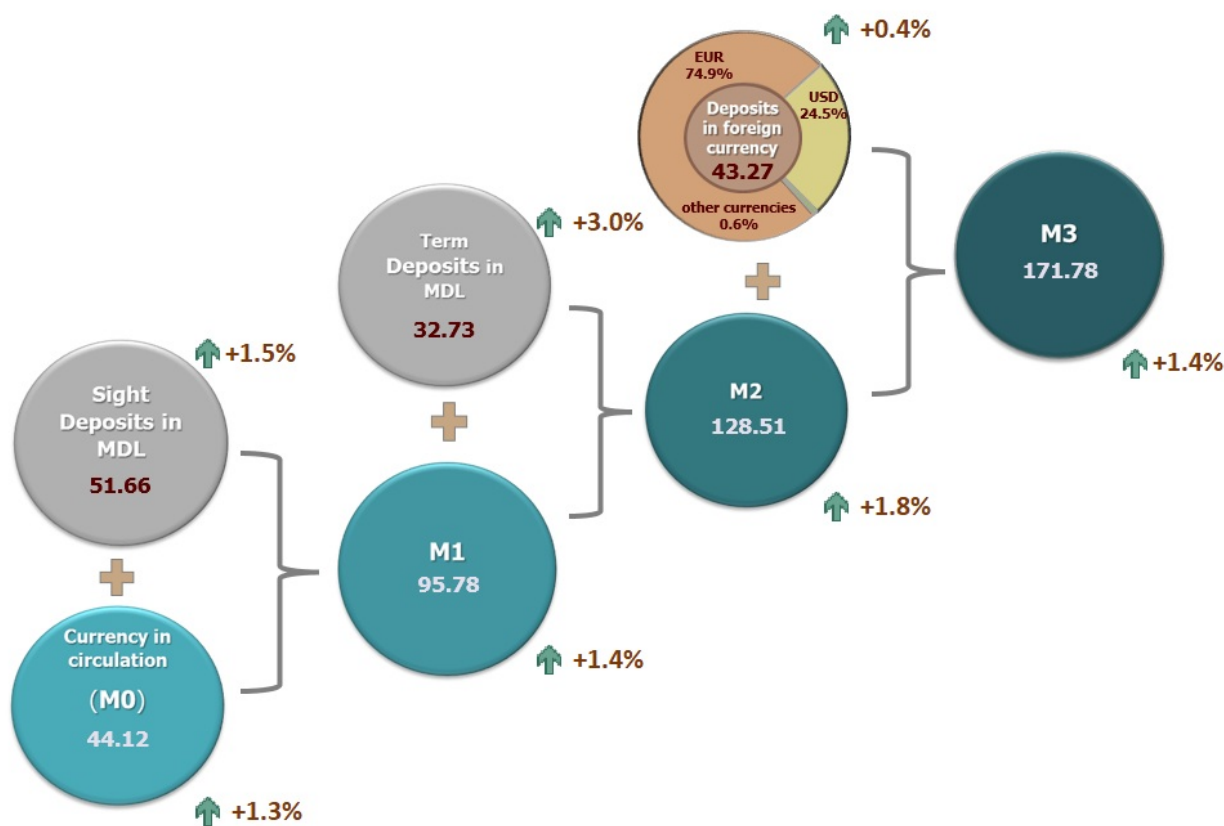 +0.4%
EUR
74.9%
USD
24.5%
Deposits
in foreign
currency
43.27
other currencies
0.6%
Term
Deposits in
MDL
32.73
+3.0%
M3
171.78
+1.4%
Sight
Deposits in
MDL
51.66
+1.5%
M2
128.51
+1.8%
M1
95.78
+1.4%
Currency in
circulation
(M0)
44.12
+1.3%